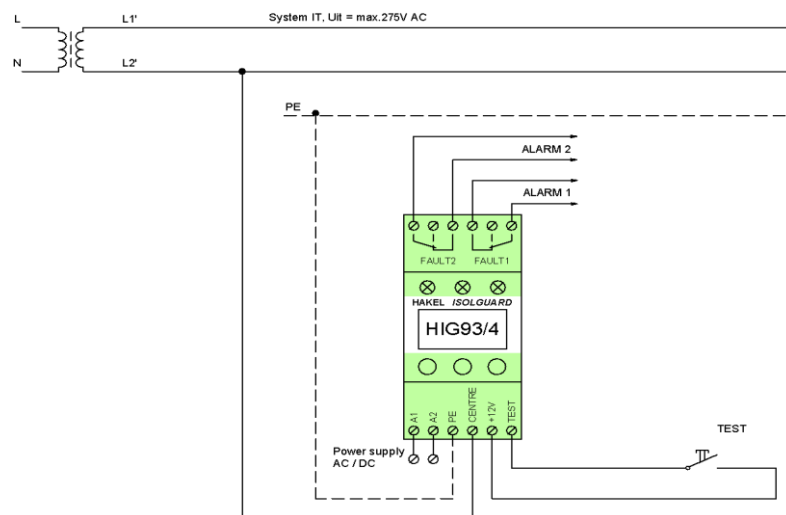 L
L1'
System IT, Uit = max.275V AC
N
L2'
PE
ALARM 2
ALARM 1
FAULT2
FAULT1
HAKEL ISOLGUARD
HIG93/4
A1
A2
PE
CENTRE
+12V
TEST
TEST
Power supply
AC / DC